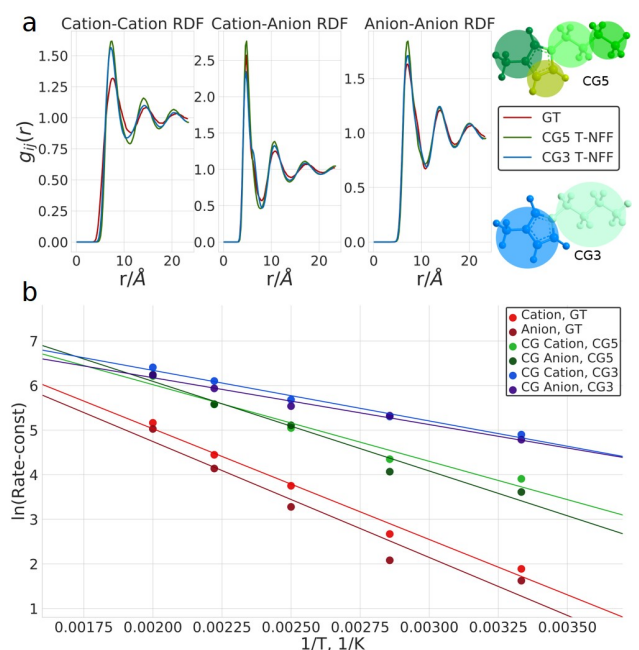 a
Cation-Cation RDF Cation-Anion RDF Anion-Anion RDF
g_ij(r)
1.50
1.25
1.00
0.75
0.50
0.25
0.00
0 10 20
r/Å
2.5
2.0
1.5
1.0
0.5
0.0
0 10 20
r/Å
1.5
1.0
0.5
0.0
0 10 20
r/Å
CG5
GT
CG5 T-NFF
CG3 T-NFF
CG3
b
ln(Rate-const)
7
6
5
4
3
2
1
Cation, GT
Anion, GT
CG Cation, CG5
CG Anion, CG5
CG Cation, CG3
CG Anion, CG3
0.00175 0.00200 0.00225 0.00250 0.00275 0.00300 0.00325 0.00350
1/T, 1/K